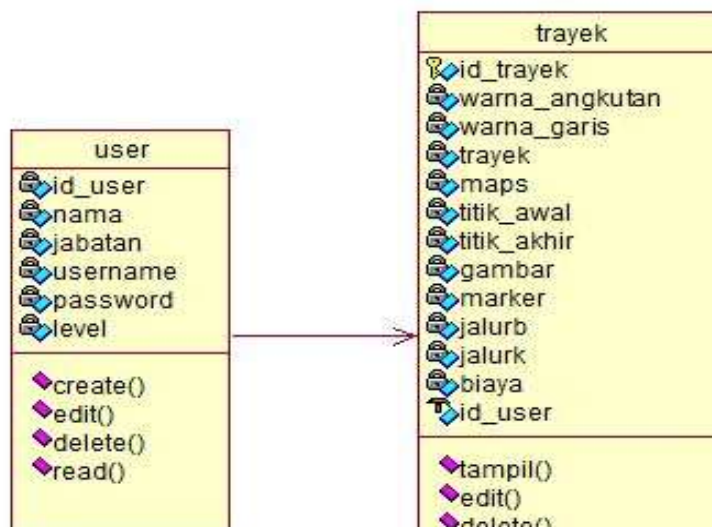 user
id_user
nama
jabatan
username
password
level
create()
edit()
delete()
read()
trayek
id_trayek
warna_angkutan
warna_garis
trayek
maps
titik_awal
titik_akhir
gambar
marker
jalurb
jalurk
biaya
id_user
tampil()
edit()
delete()